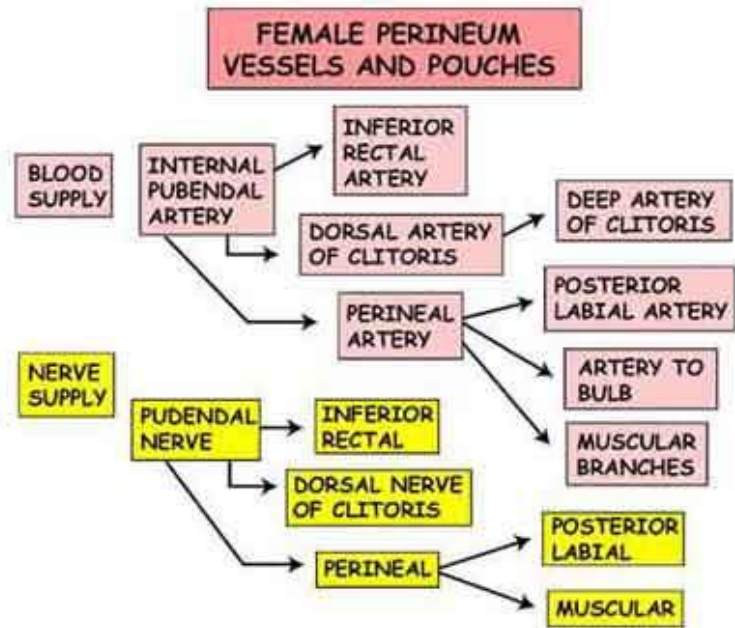 FEMALE PERINEUM
VESSELS AND POUCHES
BLOOD
SUPPLY
INTERNAL
PUBENDAL
ARTERY
INFERIOR
RECTAL
ARTERY
DORSAL ARTERY
OF CLITORIS
DEEP ARTERY
OF CLITORIS
PERINEAL
ARTERY
POSTERIOR
LABIAL ARTERY
ARTERY TO
BULB
MUSCULAR
BRANCHES
NERVE
SUPPLY
PUDENDAL
NERVE
INFERIOR
RECTAL
DORSAL NERVE
OF CLITORIS
PERINEAL
POSTERIOR
LABIAL
MUSCULAR